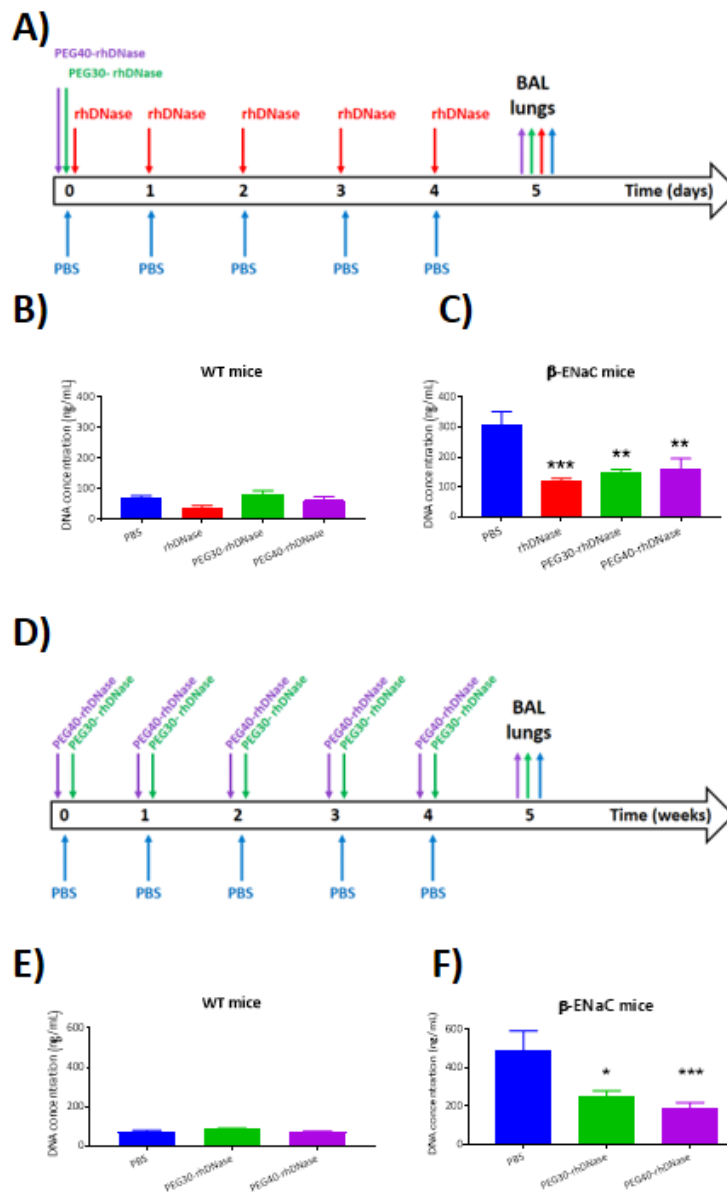 A)
PEG40-rhDNase
PEG30- rhDNase
rhDNase rhDNase rhDNase rhDNase rhDNase
BAL
lungs
0 1 2 3 4 5 Time (days)
PBS PBS PBS PBS PBS
B)
WT mice
DNA concentration (ng/mL)
400
300
200
100
0
PBS rhDNase PEG30-rhDNase PEG40-rhDNase
C)
β-ENaC mice
DNA concentration (ng/mL)
400
300
200
100
0
*** ** **
PBS rhDNase PEG30-rhDNase PEG40-rhDNase
D)
PEG40-rhDNase PEG30- rhDNase PEG40-rhDNase PEG30- rhDNase PEG40-rhDNase PEG30- rhDNase PEG40-rhDNase PEG30- rhDNase PEG40-rhDNase PEG30- rhDNase
BAL
lungs
0 1 2 3 4 5 Time (weeks)
PBS PBS PBS PBS PBS
E)
WT mice
DNA concentration (ng/mL)
600
400
200
0
PBS PEG30-rhDNase PEG40-rhDNase
F)
β-ENaC mice
DNA concentration (ng/mL)
600
400
200
0
* ***
PBS PEG30-rhDNase PEG40-rhDNase